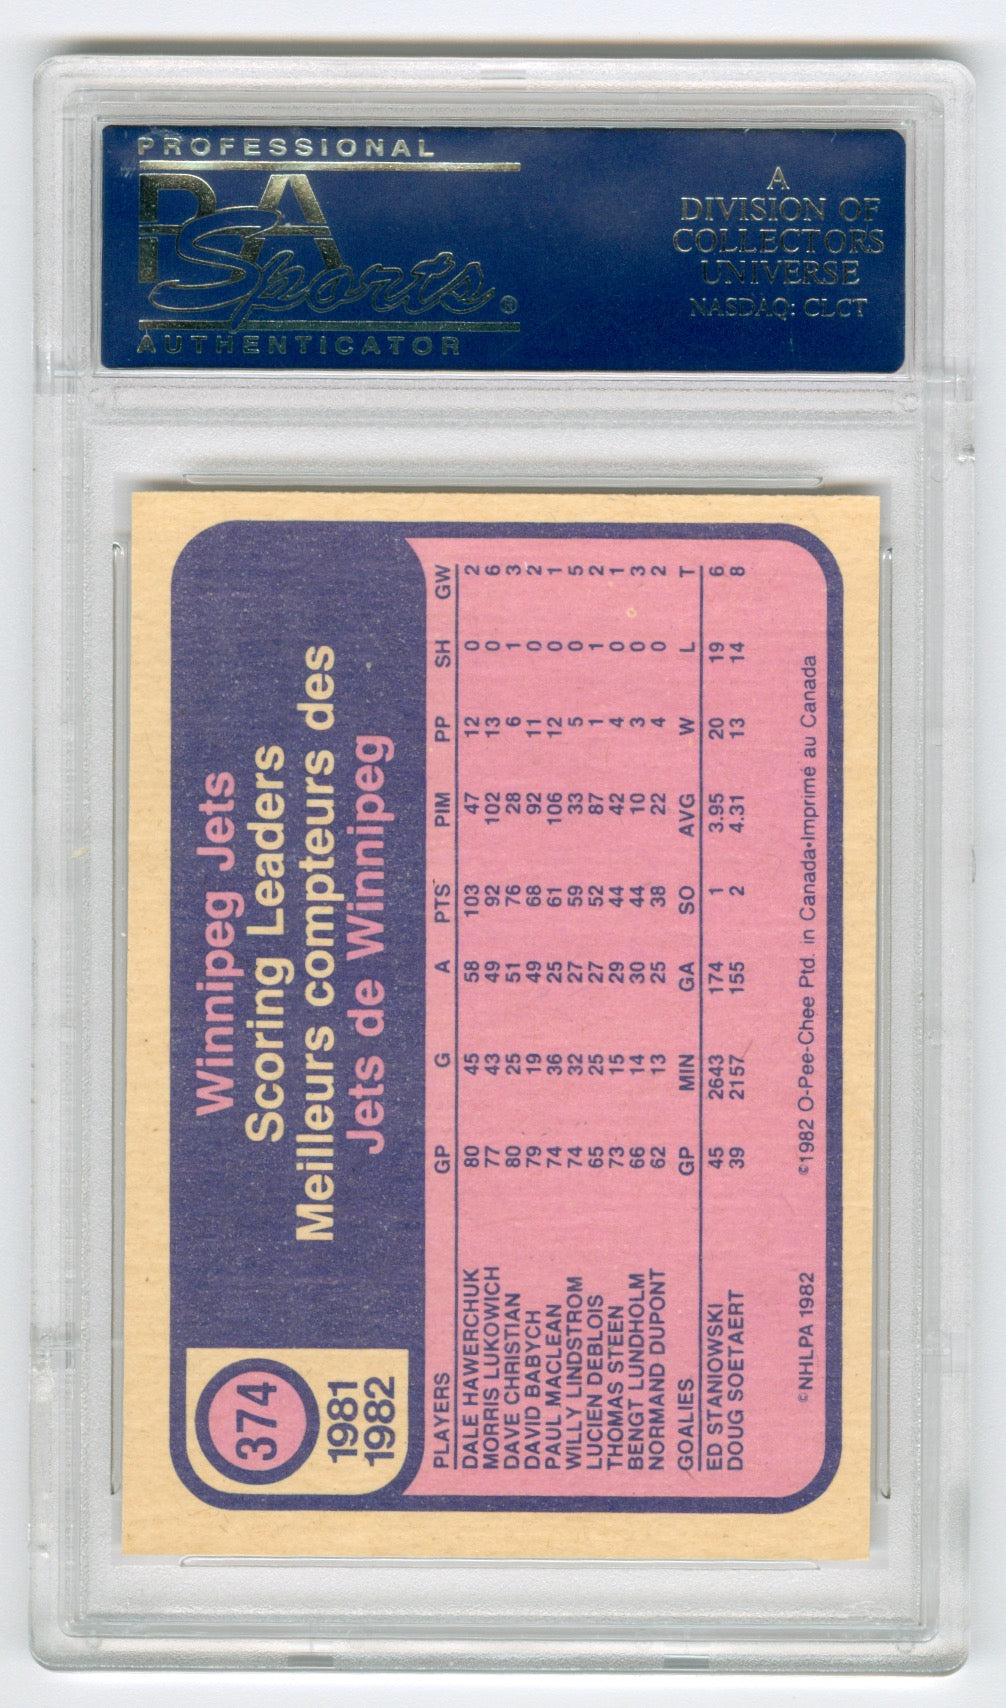 PROFESSIONAL
PSA
Sports®
AUTHENTICATOR
A
DIVISION OF
COLLECTORS
UNIVERSE
NASDAQ: CLCT
374
1981
1982
Winnipeg Jets
Scoring Leaders
Meilleurs compteurs des
Jets de Winnipeg
PLAYERS GP G A PTS PIM PP SH GW
DALE HAWERCHUK 80 45 58 103 47 12 0 2
MORRIS LUKOWICH 77 43 49 92 102 13 0 6
DAVE CHRISTIAN 80 25 51 76 28 6 1 3
DAVID BABYCH 79 19 49 68 92 11 0 2
PAUL MACLEAN 74 36 25 61 106 12 0 1
WILLY LINDSTROM 74 32 27 59 33 5 0 5
LUCIEN DEBLOIS 65 25 27 52 87 1 1 2
THOMAS STEEN 73 15 29 44 42 4 0 1
BENGT LUNDHOLM 66 14 30 44 10 3 0 3
NORMAND DUPONT 62 13 25 38 22 4 0 2
GOALIES GP MIN GA SO AVG W L T
ED STANIOWSKI 45 2643 174 1 3.95 20 19 6
DOUG SOETAERT 39 2157 155 2 4.31 13 14 8
©NHLPA 1982 ©1982 O-Pee-Chee Ptd. in Canada•Imprimé au Canada